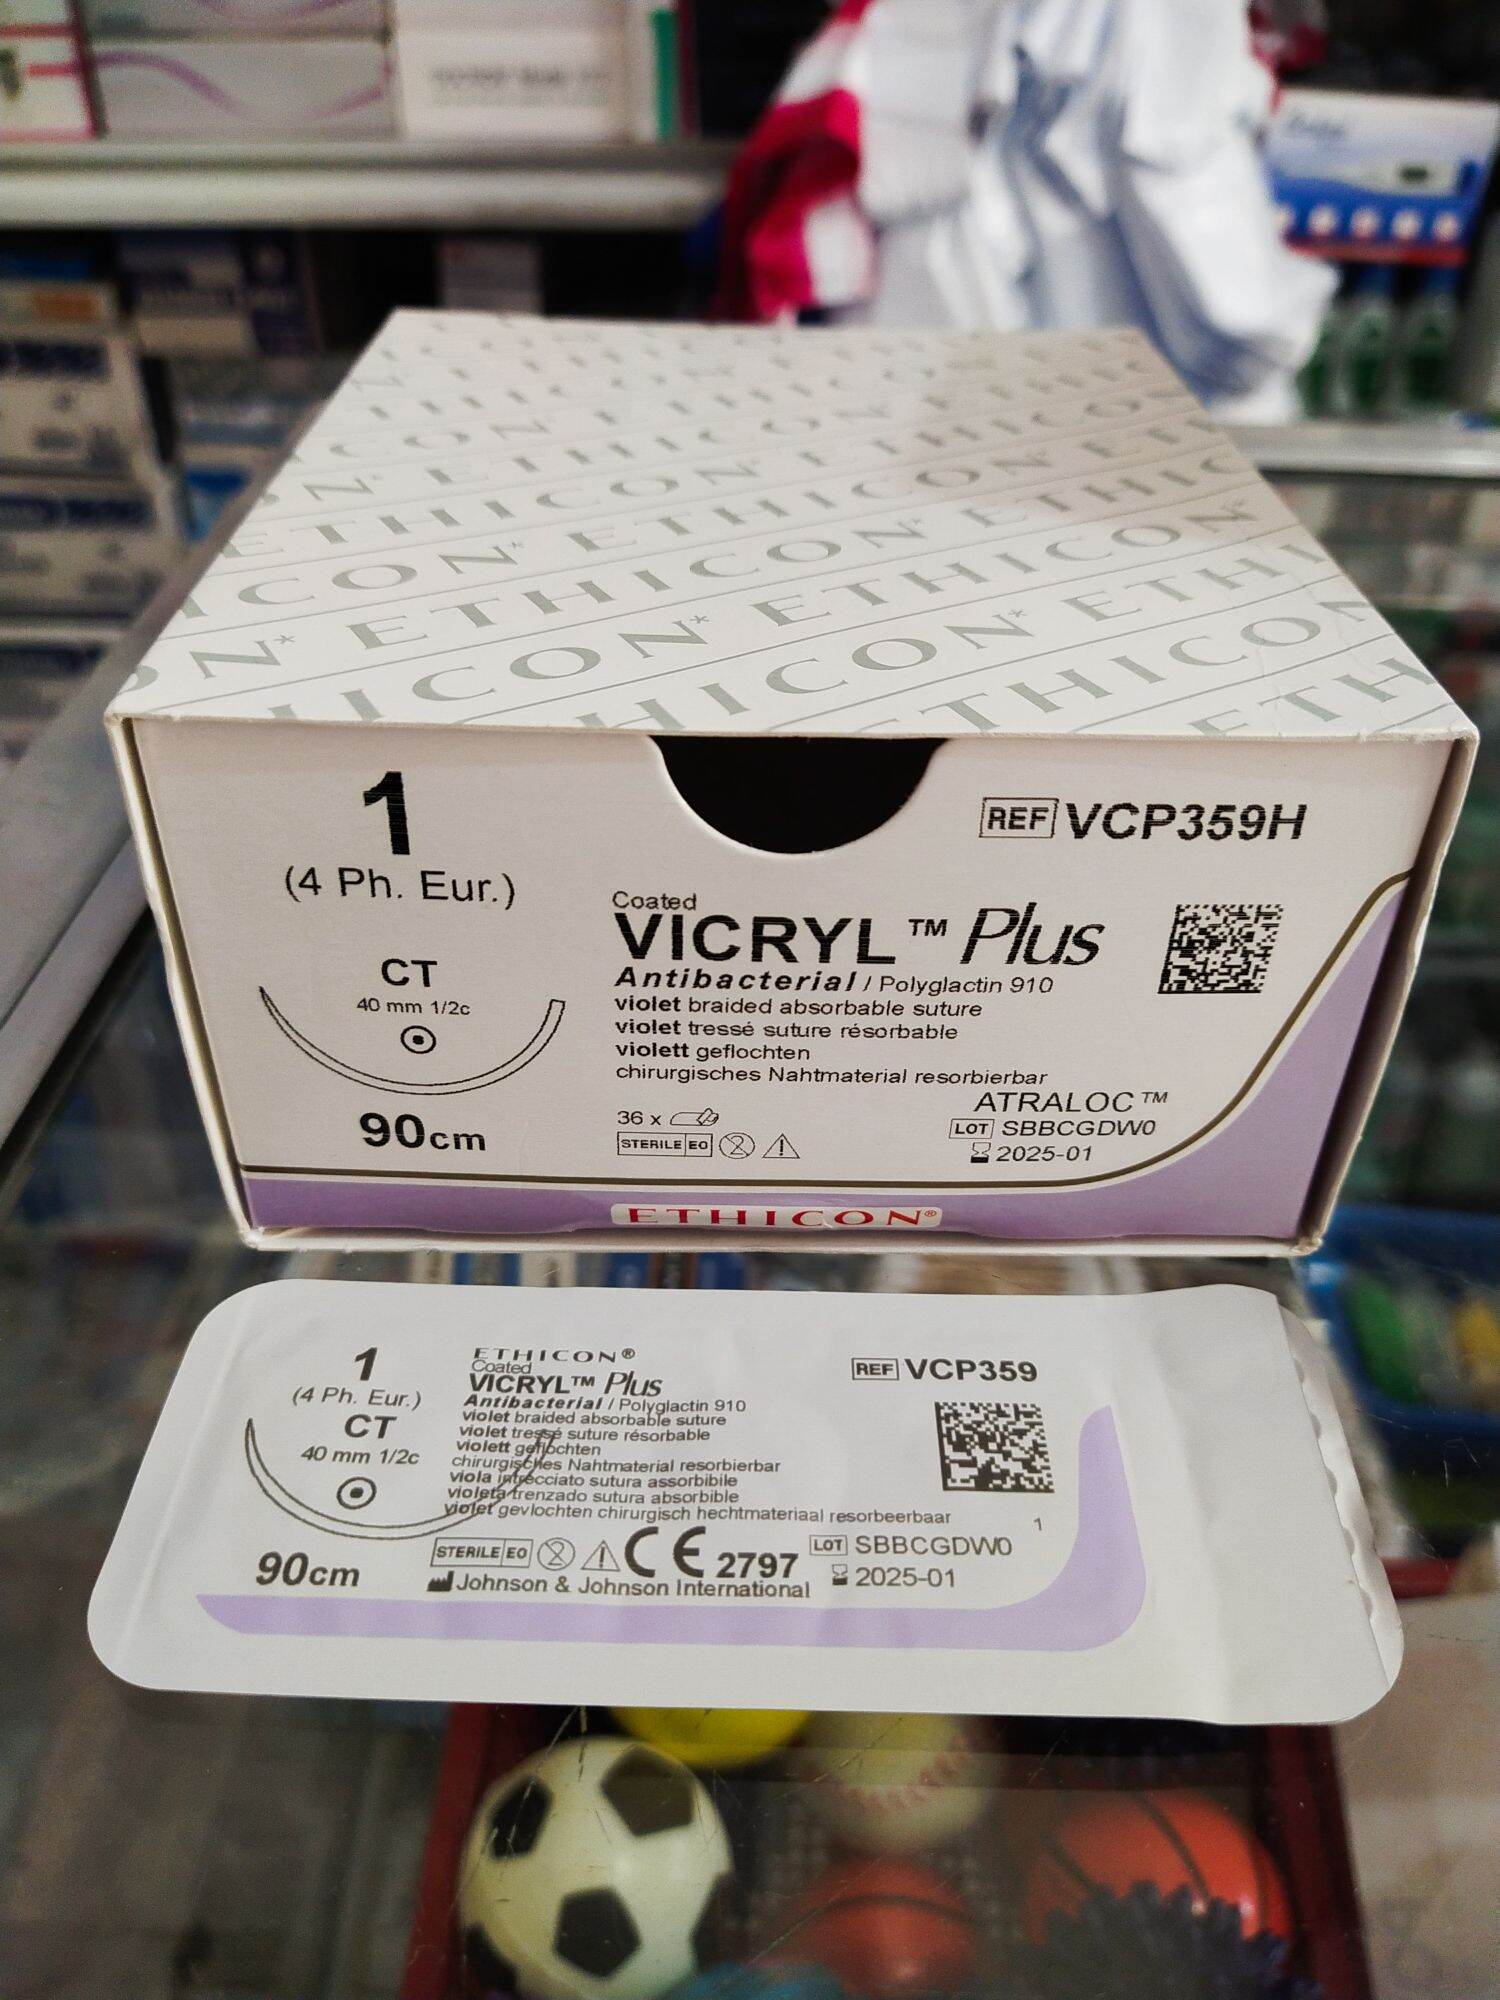 ETHICON* ETHICON* ETHICON*
1
(4 Ph. Eur.)
CT
40 mm 1/2c
90cm
REF VCP359H
Coated
VICRYL™ Plus
Antibacterial / Polyglactin 910
violet braided absorbable suture
violet tressé suture résorbable
violett geflochten
chirurgisches Nahtmaterial resorbierbar
36 x
STERILE EO 2
ATRALOC™
LOT SBBCGDW0
2025-01
ETHICON®
1
(4 Ph. Eur.)
CT
40 mm 1/2c
90cm
ETHICON®
Coated
VICRYL™ Plus
Antibacterial / Polyglactin 910
violet braided absorbable suture
violet tressé suture résorbable
violett geflochten
chirurgisches Nahtmaterial resorbierbar
viola intrecciato sutura assorbibile
violeta trenzado sutura absorbible
violet gevlochten chirurgisch hechtmateriaal resorbeerbaar
STERILE EO 2 CE 2797
Johnson & Johnson International
REF VCP359
1
LOT SBBCGDW0
2025-01